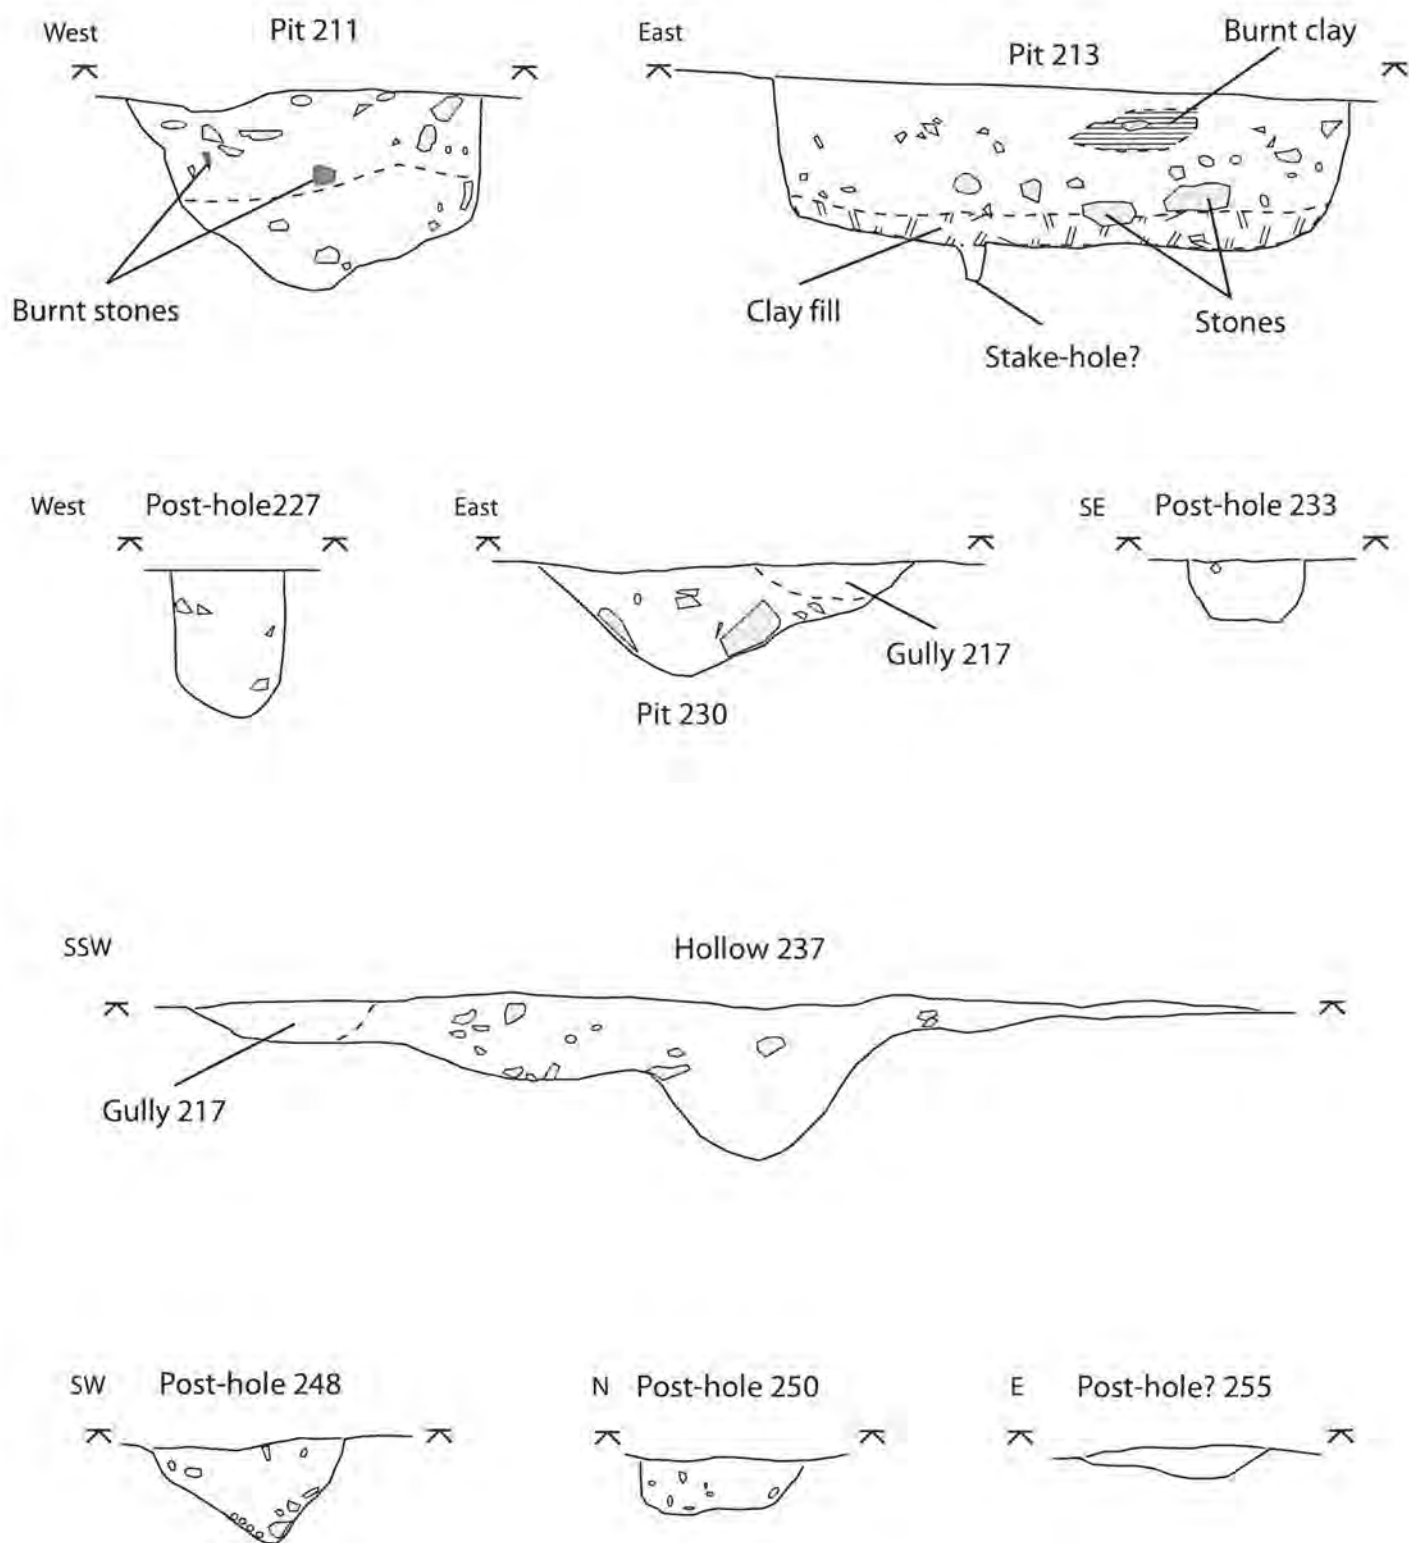 West
Pit 211
East
Pit 213
Burnt clay
Burnt stones
Clay fill
Stake-hole?
Stones
West
Post-hole227
East
Gully 217
Pit 230
SE
Post-hole 233
SSW
Hollow 237
Gully 217
SW
Post-hole 248
N
Post-hole 250
E
Post-hole? 255